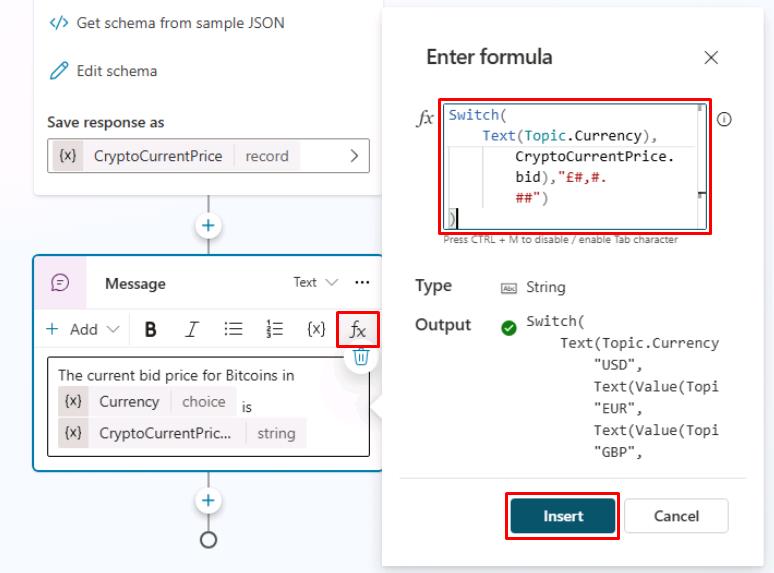 Get schema from sample JSON
Edit schema
Save response as
{x} CryptoCurrentPrice record
Message Text
Add B I {x} fx
The current bid price for Bitcoins in
{x} Currency choice is
{x} CryptoCurrentPric... string
Enter formula
fx Switch(
Text(Topic.Currency),
CryptoCurrentPrice.
bid),"£#,#.
##")
)
Press CTRL + M to disable / enable Tab character
Type Abc String
Output Switch(
Text(Topic.Currency
"USD",
Text(Value(Topi
"EUR",
Text(Value(Topi
"GBP",
Insert Cancel